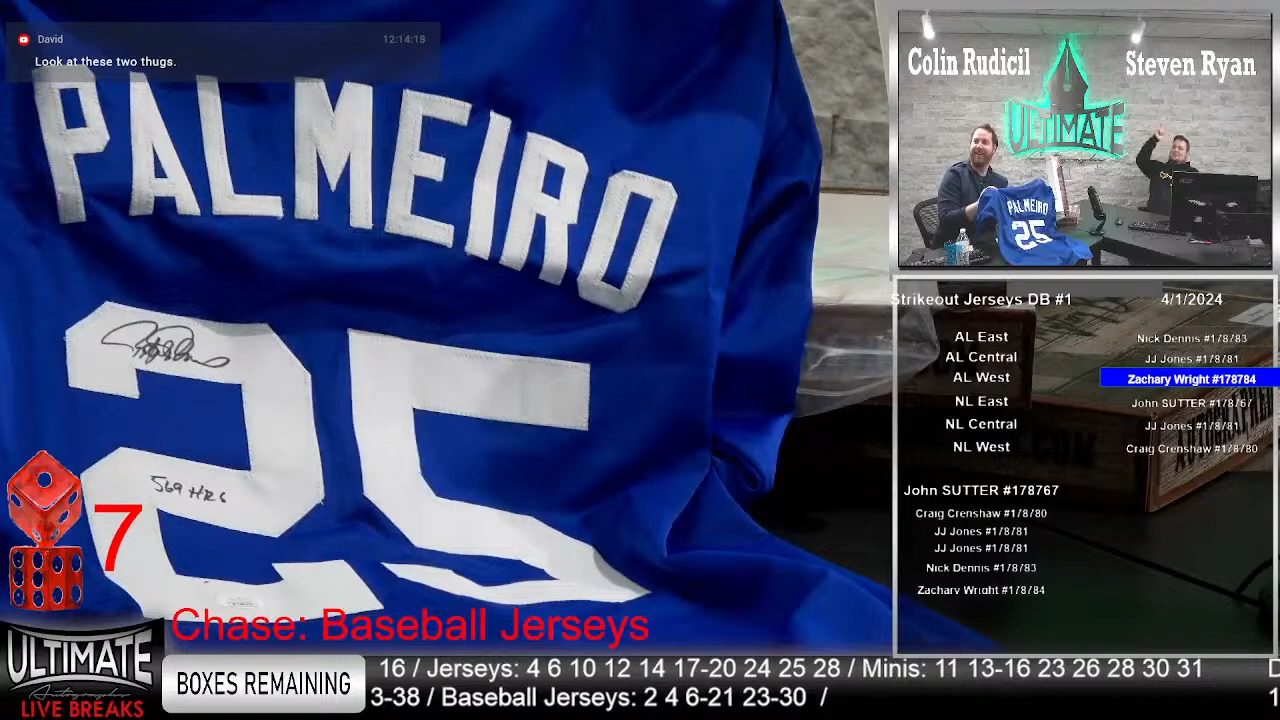 David
12:14:18
Look at these two thugs.
PALMEIRO
25
569 HRs
7
Chase: Baseball Jerseys
ULTIMATE
Autographs
LIVE BREAKS
BOXES REMAINING
16 / Jerseys: 4 6 10 12 14 17-20 24 25 28 / Minis: 11 13-16 23 26 28 30 31
D
3-38 / Baseball Jerseys: 2 4 6-21 23-30 /
1
Colin Rudicil
Steven Ryan
ULTIMATE
PALMEIRO
25
Strikeout Jerseys DB #1
4/1/2024
AL East
Nick Dennis #178783
AL Central
JJ Jones #178781
AL West
Zachary Wright #178784
NL East
John SUTTER #178767
NL Central
JJ Jones #178781
NL West
Craig Crenshaw #178780
John SUTTER #178767
Craig Crenshaw #178780
JJ Jones #178781
JJ Jones #178781
Nick Dennis #178783
Zachary Wright #178784